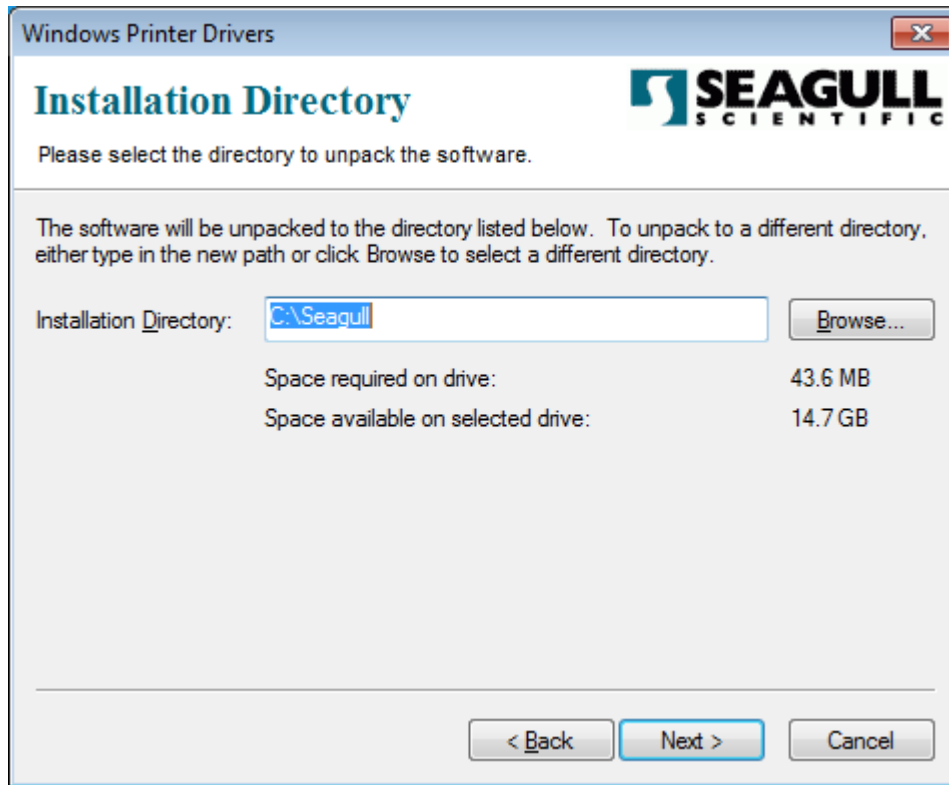 Windows Printer Drivers
Installation Directory
SEAGULL
SCIENTIFIC
Please select the directory to unpack the software.
The software will be unpacked to the directory listed below.  To unpack to a different directory,
either type in the new path or click Browse to select a different directory.
Installation Directory: C:\Seagull Browse...
Space required on drive: 43.6 MB
Space available on selected drive: 14.7 GB
< Back Next > Cancel